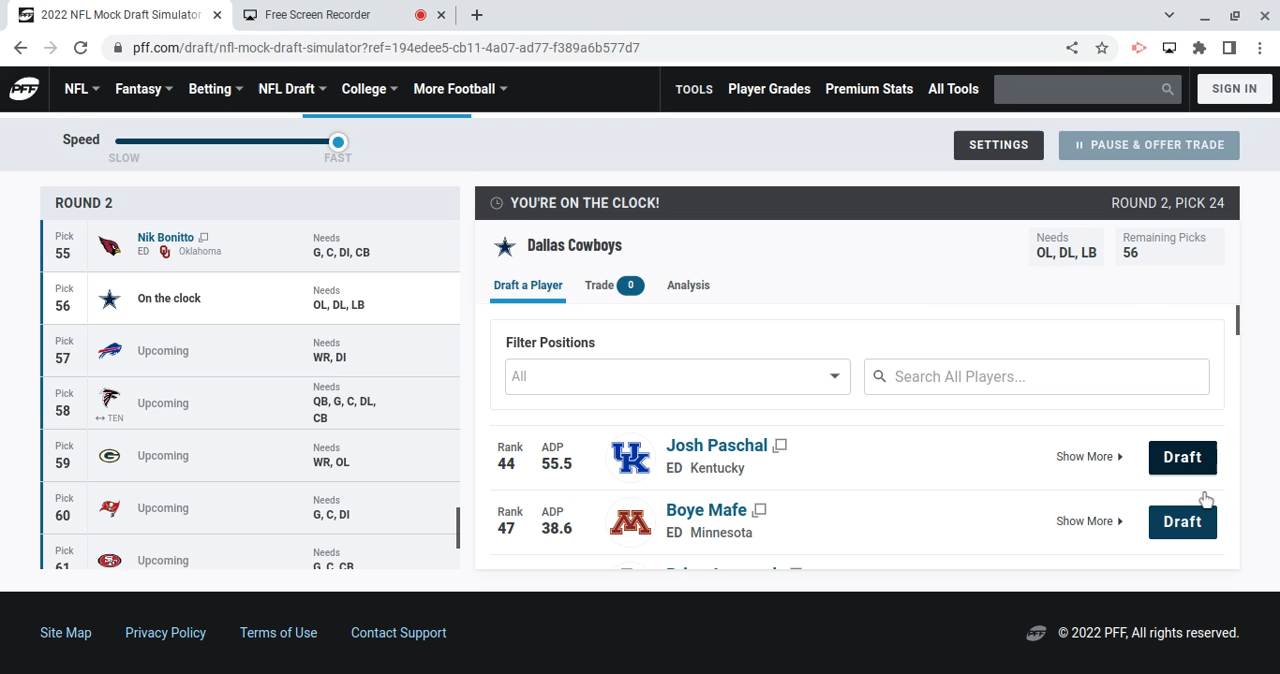 2022 NFL Mock Draft Simulator
Free Screen Recorder
pff.com/draft/nfl-mock-draft-simulator?ref=194edee5-cb11-4a07-ad77-f389a6b577d7
PFF
NFL Fantasy Betting NFL Draft College More Football
TOOLS Player Grades Premium Stats All Tools
SIGN IN
Speed
SLOW FAST
SETTINGS
PAUSE & OFFER TRADE
ROUND 2
Pick 55
Nik Bonitto
ED OU Oklahoma
Needs
G, C, DI, CB
Pick 56
On the clock
Needs
OL, DL, LB
Pick 57
Upcoming
Needs
WR, DI
Pick 58
↔ TEN
Upcoming
Needs
QB, G, C, DL,
CB
Pick 59
Upcoming
Needs
WR, OL
Pick 60
Upcoming
Needs
G, C, DI
Pick 61
Upcoming
Needs
G, C, CB
YOU'RE ON THE CLOCK!
ROUND 2, PICK 24
Dallas Cowboys
Needs
OL, DL, LB
Remaining Picks
56
Draft a Player Trade 0 Analysis
Filter Positions
All
Search All Players...
Rank ADP
44 55.5
UK
Josh Paschal
ED Kentucky
Show More
Draft
Rank ADP
47 38.6
M
Boye Mafe
ED Minnesota
Show More
Draft
Site Map Privacy Policy Terms of Use Contact Support
PFF © 2022 PFF, All rights reserved.